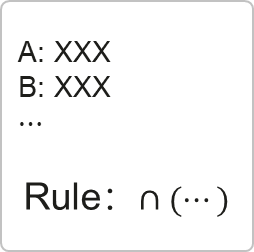 A: XXX
B: XXX
...
Rule： ∩ (··· )